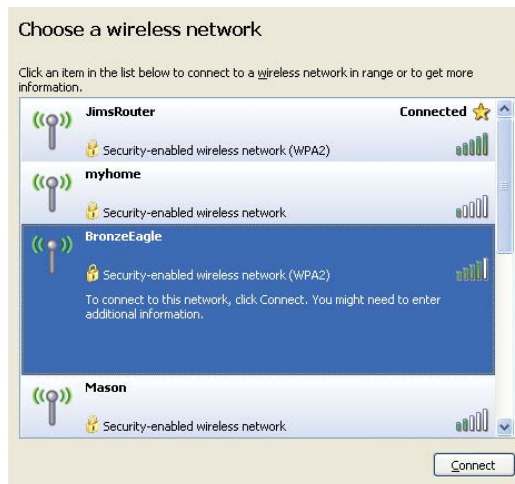 Choose a wireless network
Click an item in the list below to connect to a wireless network in range or to get more
information.
JimsRouter Connected
Security-enabled wireless network (WPA2)
myhome
Security-enabled wireless network
BronzeEagle
Security-enabled wireless network (WPA2)
To connect to this network, click Connect. You might need to enter
additional information.
Mason
Security-enabled wireless network
Connect